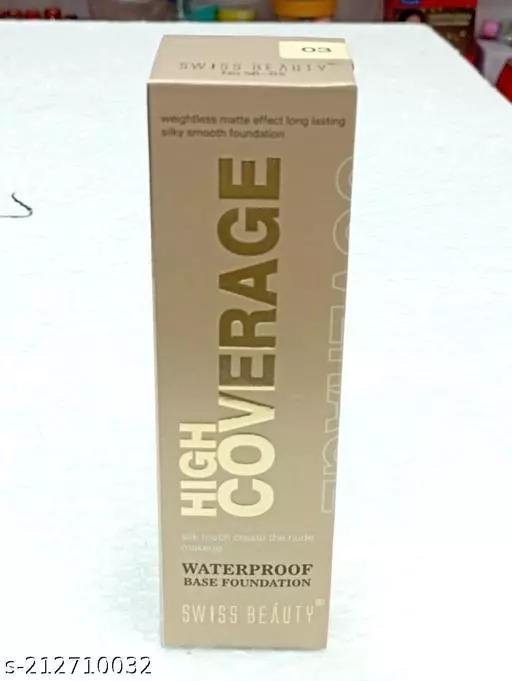 03
SWISS BEAUTY
weightless matte effect long lasting
silky smooth foundation
HIGH
COVERAGE
COVERAGE
silk touch create the nude
makeup
WATERPROOF
BASE FOUNDATION
SWISS BEAUTY
s-212710032